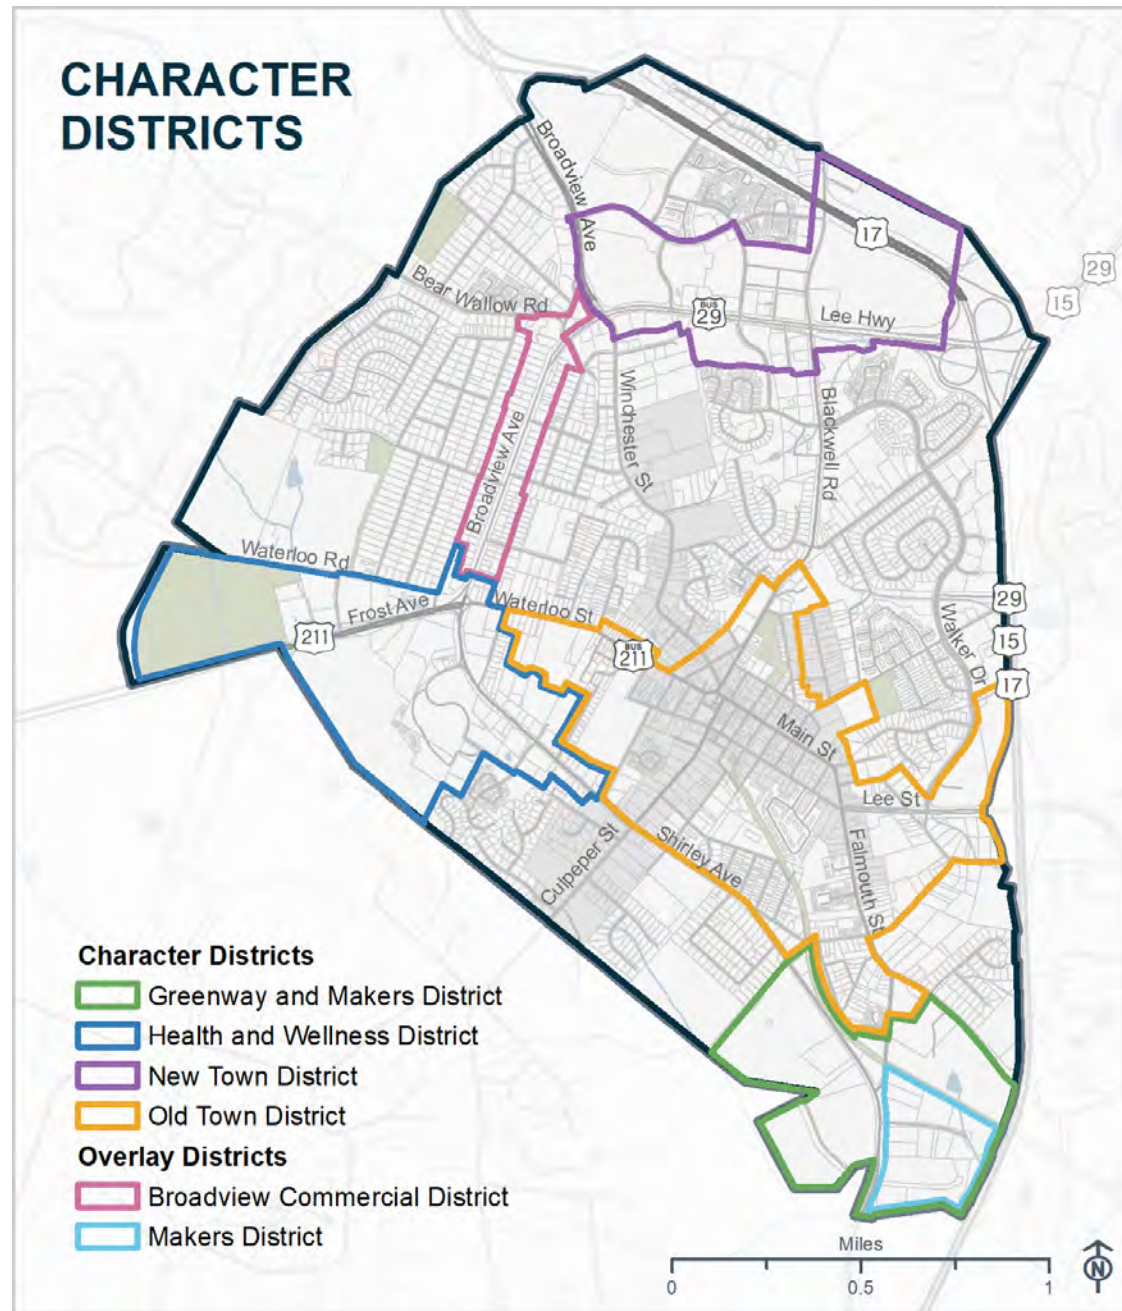 CHARACTER
DISTRICTS
Broadview Ave
17
29
15
Bear Wallow Rd
BUS
29
Lee Hwy
Winchester St
Blackwell Rd
Broadview Ave
Waterloo Rd
Frost Ave
211
Waterloo St
BUS
211
29
15
17
Walker Dr
Main St
Lee St
Shirley Ave
Culpeper St
Falmouth St
Character Districts
Greenway and Makers District
Health and Wellness District
New Town District
Old Town District
Overlay Districts
Broadview Commercial District
Makers District
Miles
0 0.5 1
N